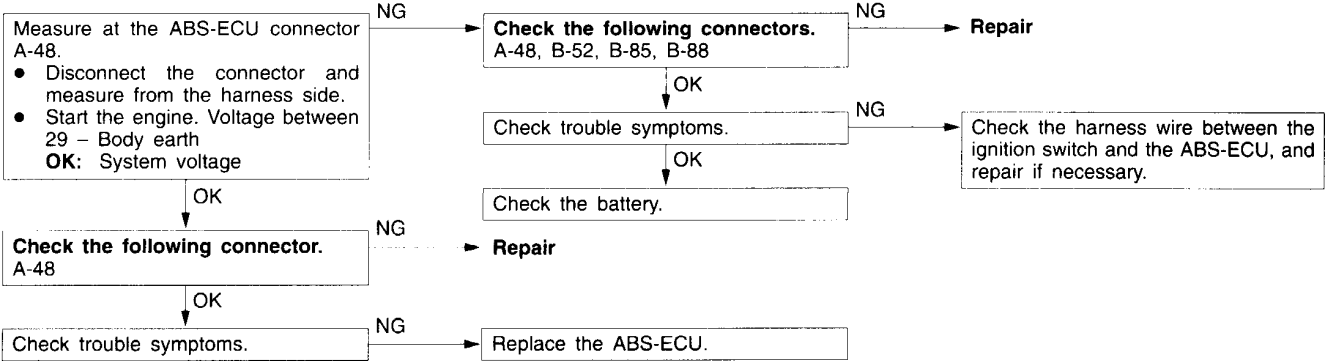 Measure at the ABS-ECU connector
A-48.
● Disconnect the connector and
measure from the harness side.
● Start the engine. Voltage between
29 – Body earth
OK: System voltage
NG
Check the following connectors.
A-48, B-52, B-85, B-88
NG
Repair
OK
Check trouble symptoms.
NG
Check the harness wire between the
ignition switch and the ABS-ECU, and
repair if necessary.
OK
Check the battery.
OK
Check the following connector.
A-48
NG
Repair
OK
Check trouble symptoms.
NG
Replace the ABS-ECU.